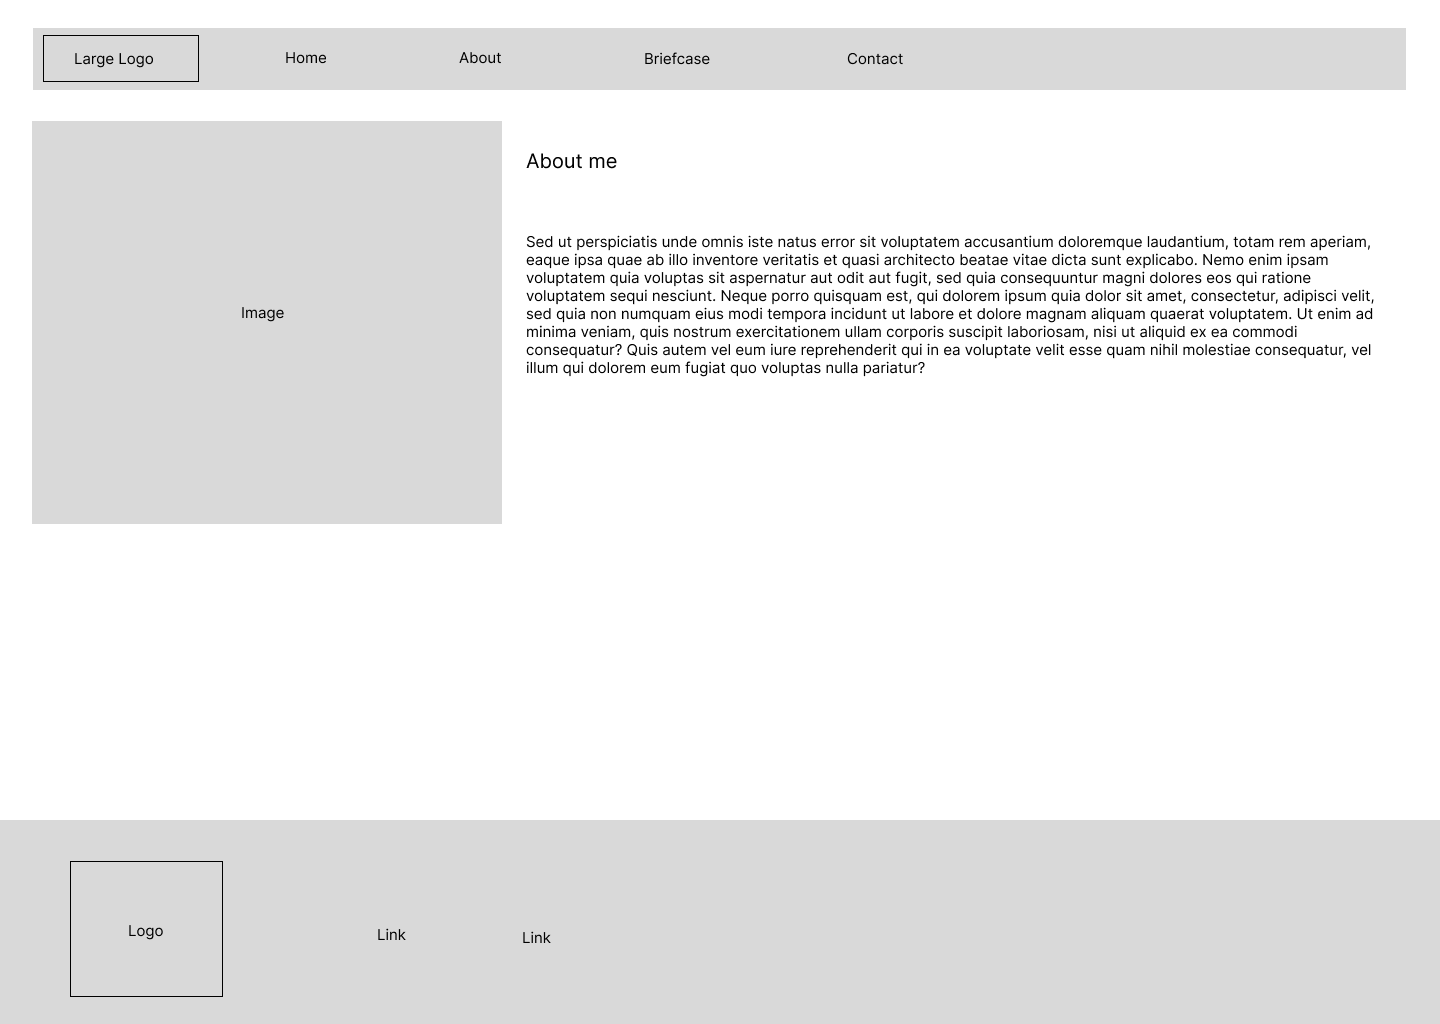 Large Logo
Home
About
Briefcase
Contact
About me
Sed ut perspiciatis unde omnis iste natus error sit voluptatem accusantium doloremque laudantium, totam rem aperiam,
eaque ipsa quae ab illo inventore veritatis et quasi architecto beatae vitae dicta sunt explicabo. Nemo enim ipsam
voluptatem quia voluptas sit aspernatur aut odit aut fugit, sed quia consequuntur magni dolores eos qui ratione
voluptatem sequi nesciunt. Neque porro quisquam est, qui dolorem ipsum quia dolor sit amet, consectetur, adipisci velit,
sed quia non numquam eius modi tempora incidunt ut labore et dolore magnam aliquam quaerat voluptatem. Ut enim ad
minima veniam, quis nostrum exercitationem ullam corporis suscipit laboriosam, nisi ut aliquid ex ea commodi
consequatur? Quis autem vel eum iure reprehenderit qui in ea voluptate velit esse quam nihil molestiae consequatur, vel
illum qui dolorem eum fugiat quo voluptas nulla pariatur?
Image
Logo
Link
Link